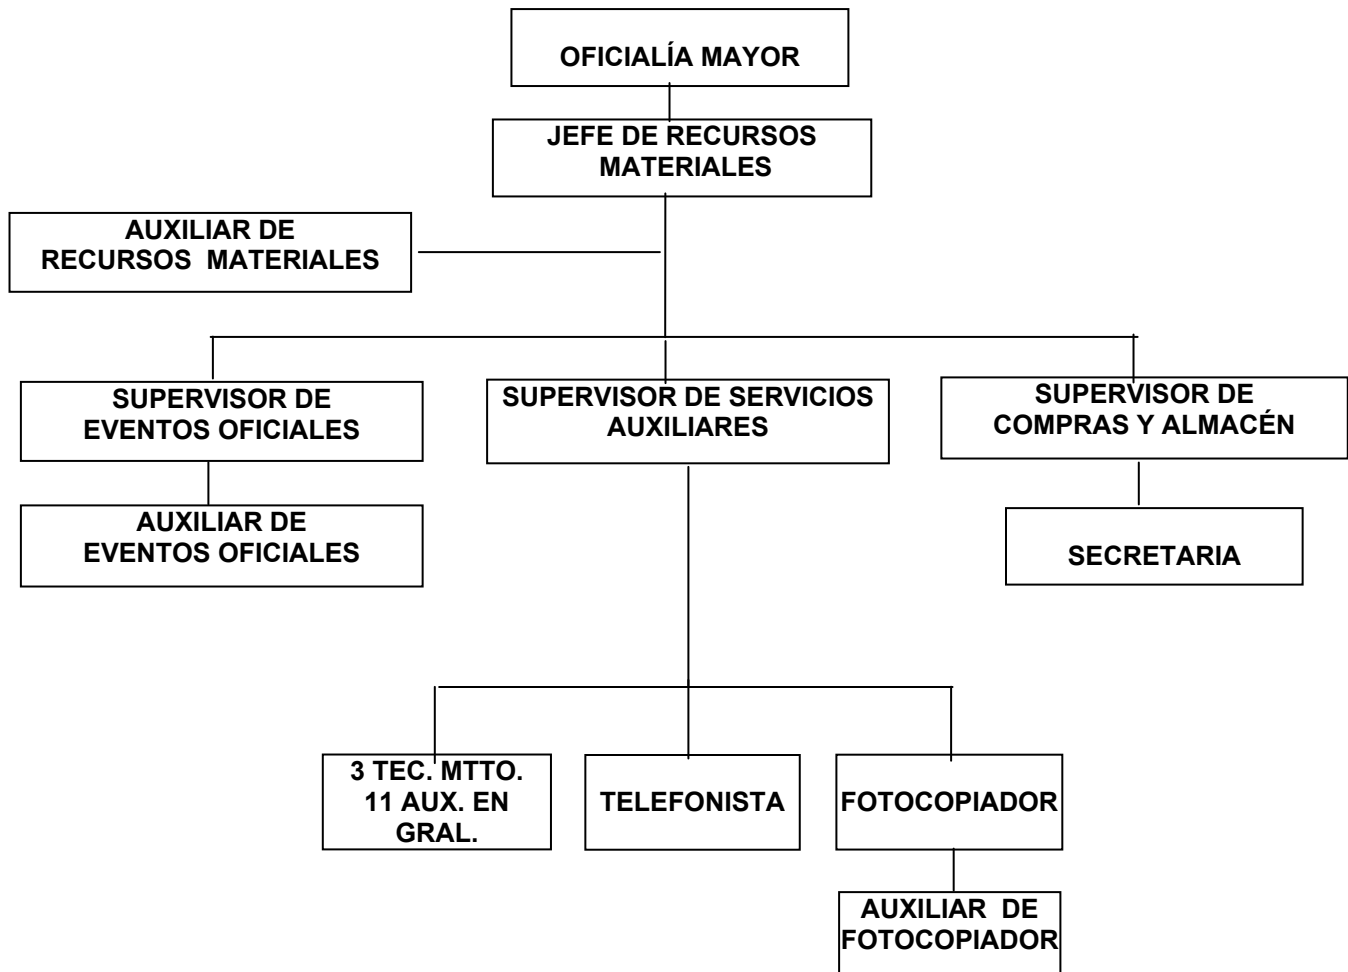 OFICIALÍA MAYOR
JEFE DE RECURSOS
MATERIALES
AUXILIAR DE
RECURSOS MATERIALES
SUPERVISOR DE
EVENTOS OFICIALES
SUPERVISOR DE SERVICIOS
AUXILIARES
SUPERVISOR DE
COMPRAS Y ALMACÉN
AUXILIAR DE
EVENTOS OFICIALES
SECRETARIA
3 TEC. MTTO.
11 AUX. EN
GRAL.
TELEFONISTA
FOTOCOPIADOR
AUXILIAR DE
FOTOCOPIADOR